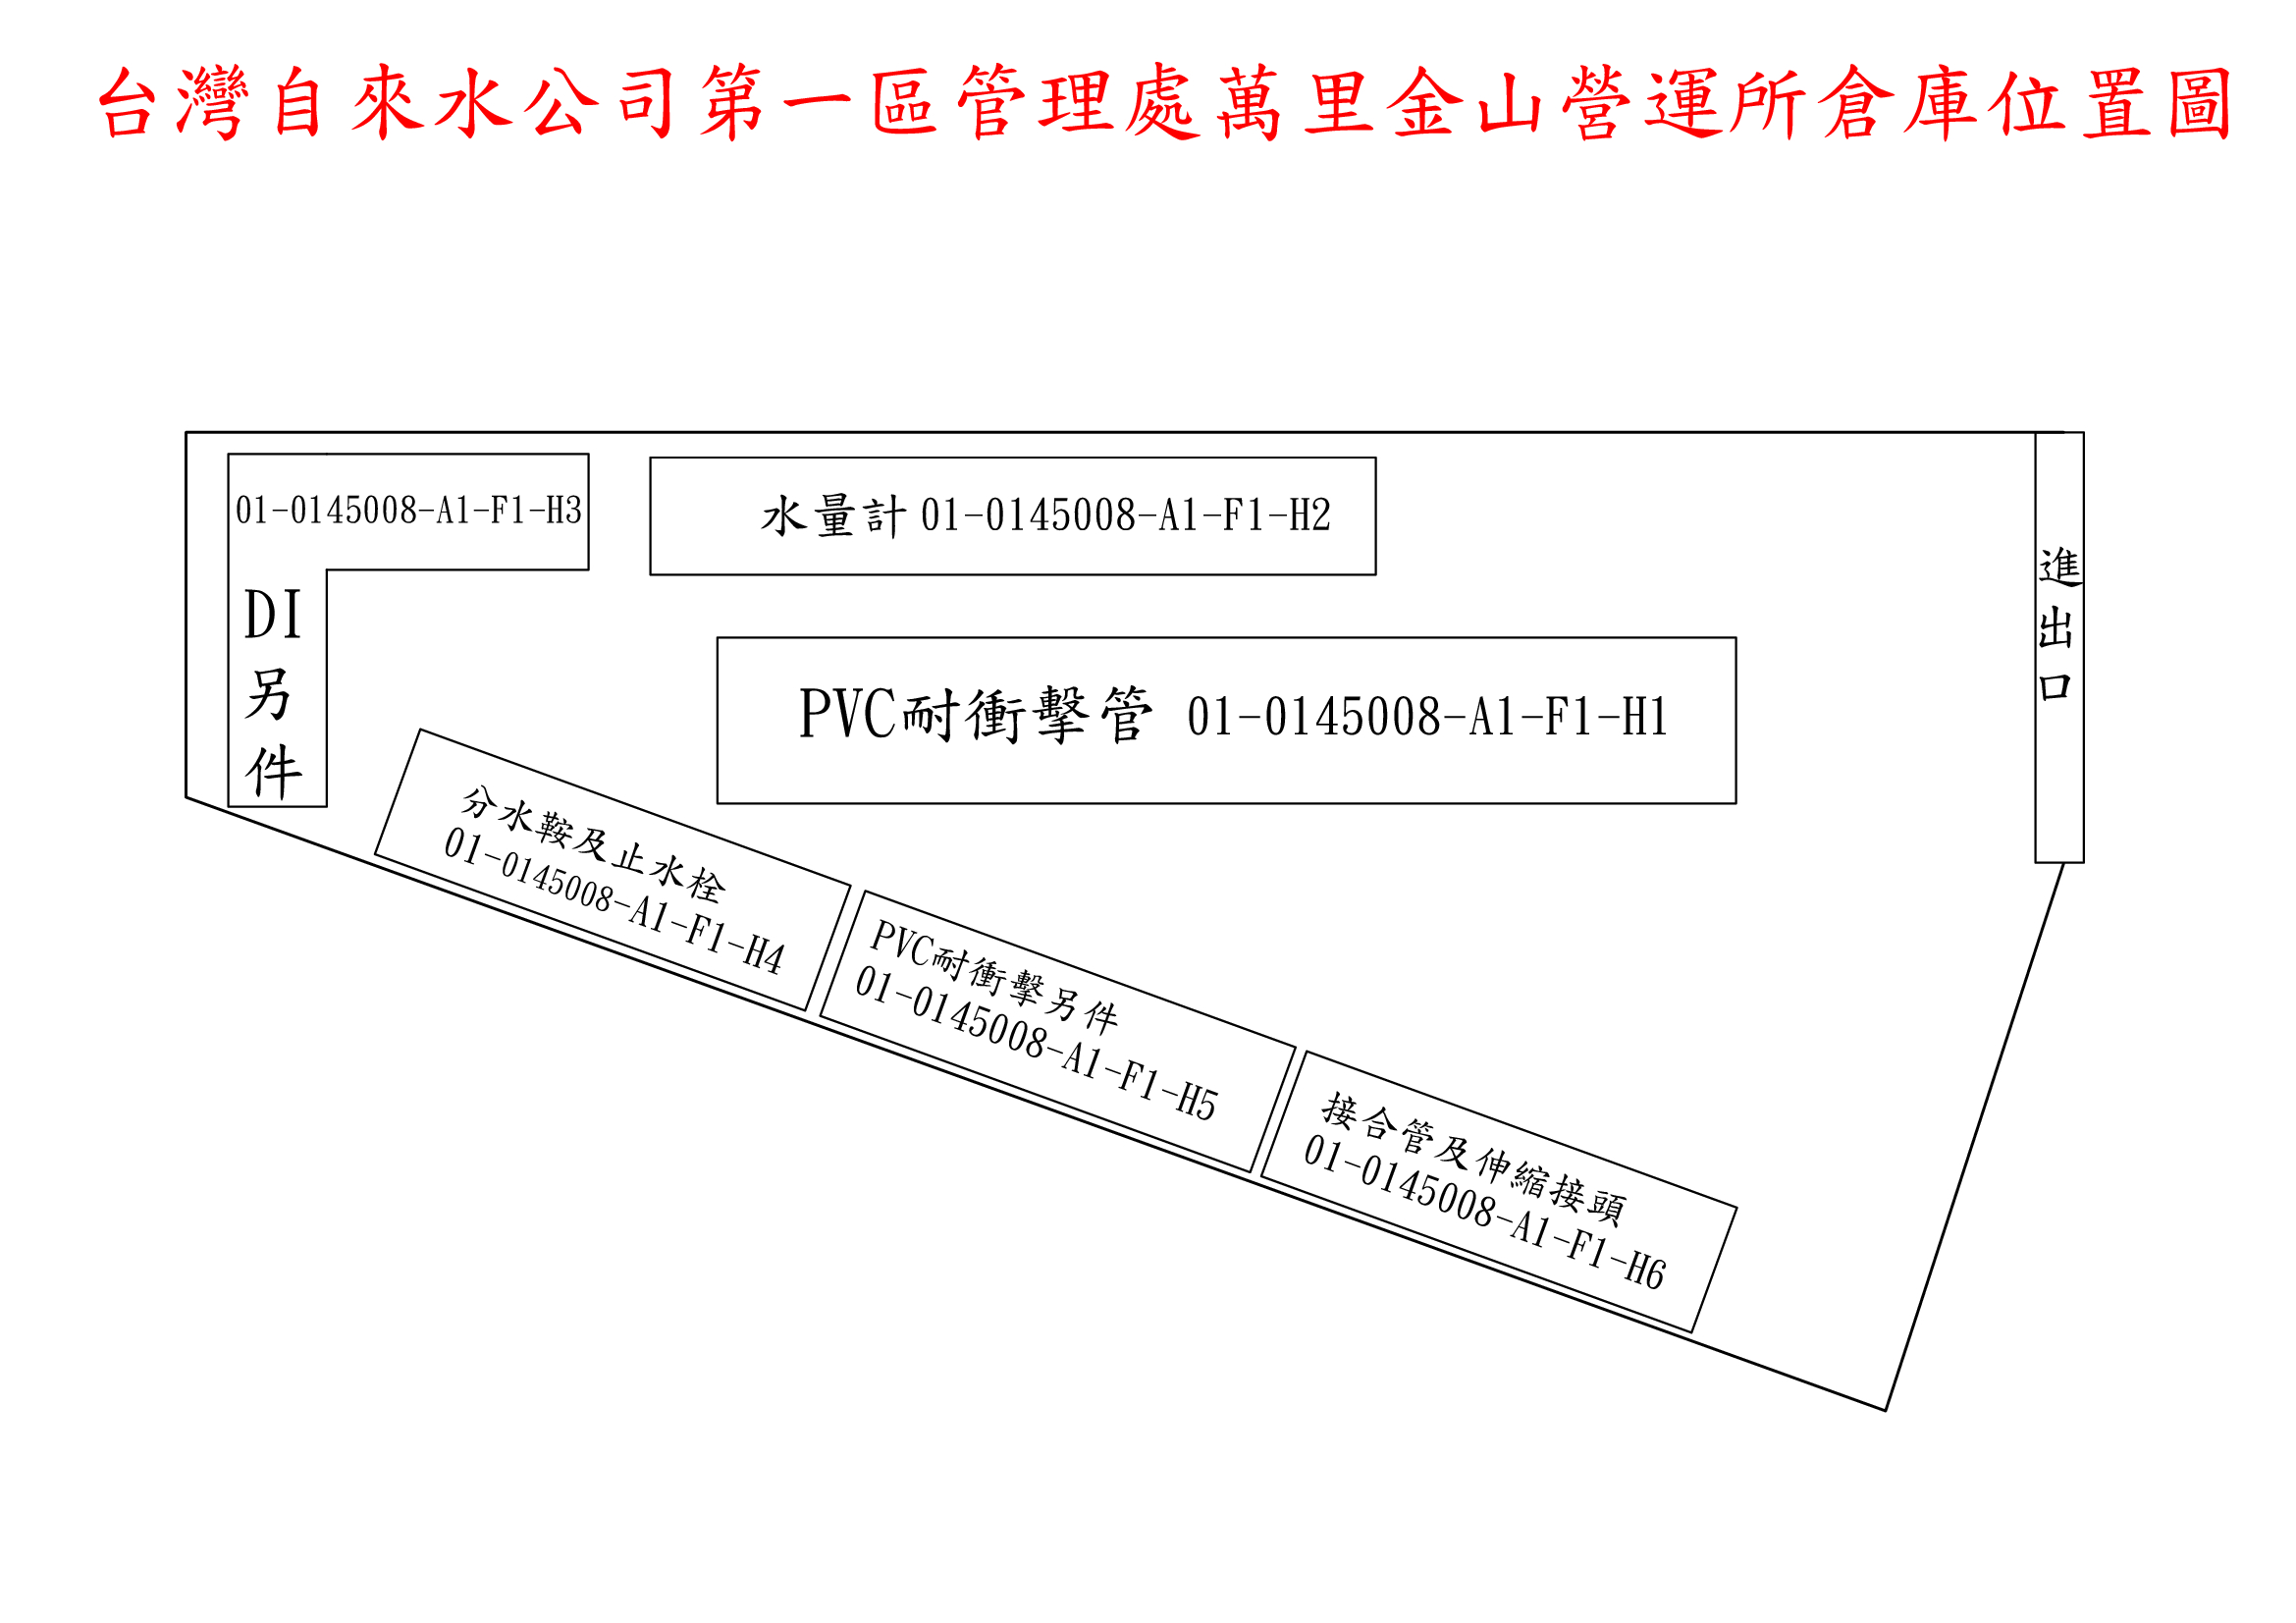 台灣自來水公司第一區管理處萬里金山營運所倉庫位置圖
01-0145008-A1-F1-H3
DI
另
件
水量計 01-0145008-A1-F1-H2
進
出
口
PVC耐衝擊管 01-0145008-A1-F1-H1
分水鞍及止水栓
01-0145008-A1-F1-H4
PVC耐衝擊另件
01-0145008-A1-F1-H5
接合管及伸縮接頭
01-0145008-A1-F1-H6